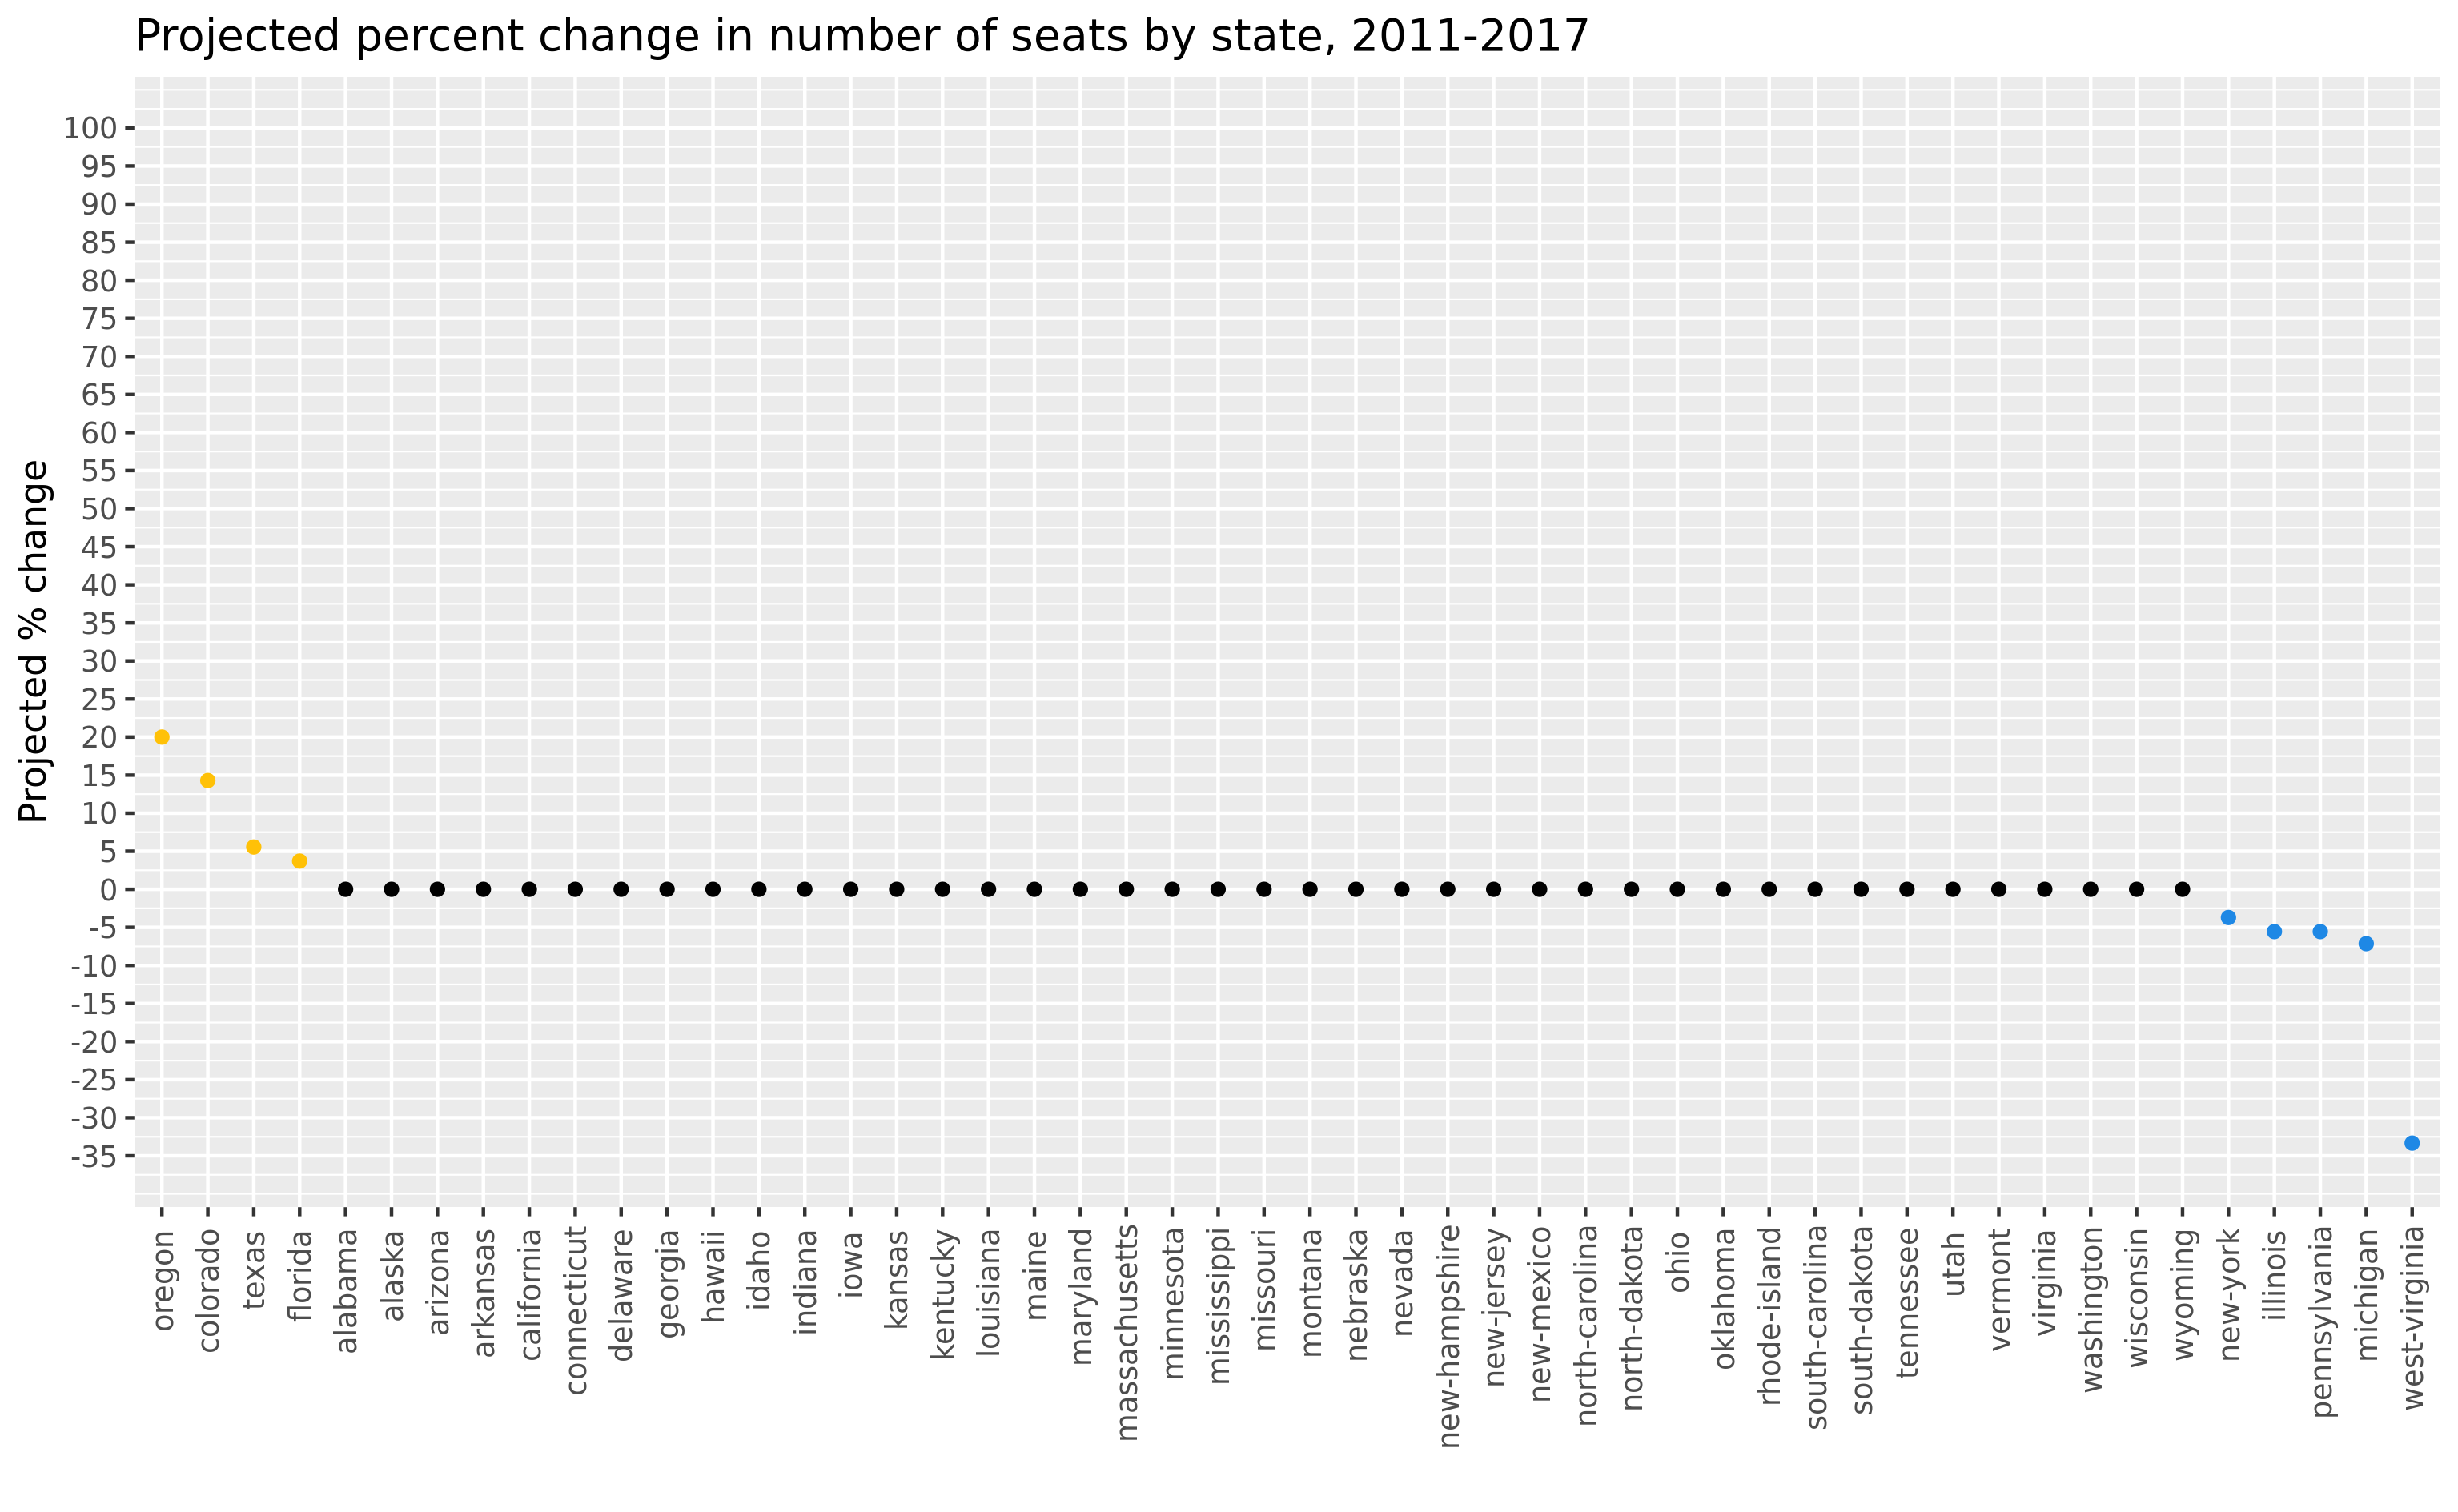 Projected percent change in number of seats by state, 2011-2017
Projected % change
100
95
90
85
80
75
70
65
60
55
50
45
40
35
30
25
20
15
10
5
0
-5
-10
-15
-20
-25
-30
-35
oregon
colorado
texas
florida
alabama
alaska
arizona
arkansas
california
connecticut
delaware
georgia
hawaii
idaho
indiana
iowa
kansas
kentucky
louisiana
maine
maryland
massachusetts
minnesota
mississippi
missouri
montana
nebraska
nevada
new-hampshire
new-jersey
new-mexico
north-carolina
north-dakota
ohio
oklahoma
rhode-island
south-carolina
south-dakota
tennessee
utah
vermont
virginia
washington
wisconsin
wyoming
new-york
illinois
pennsylvania
michigan
west-virginia